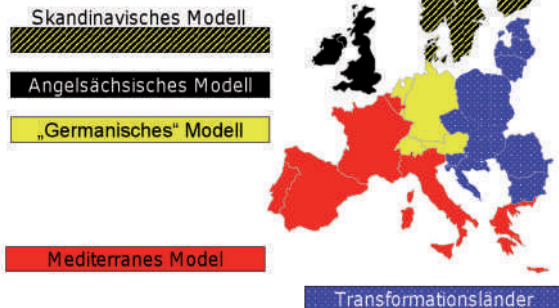 Skandinavisches Modell
Angelsächsisches Modell
„Germanisches“ Modell
Mediterranes Model
Transformationsländer